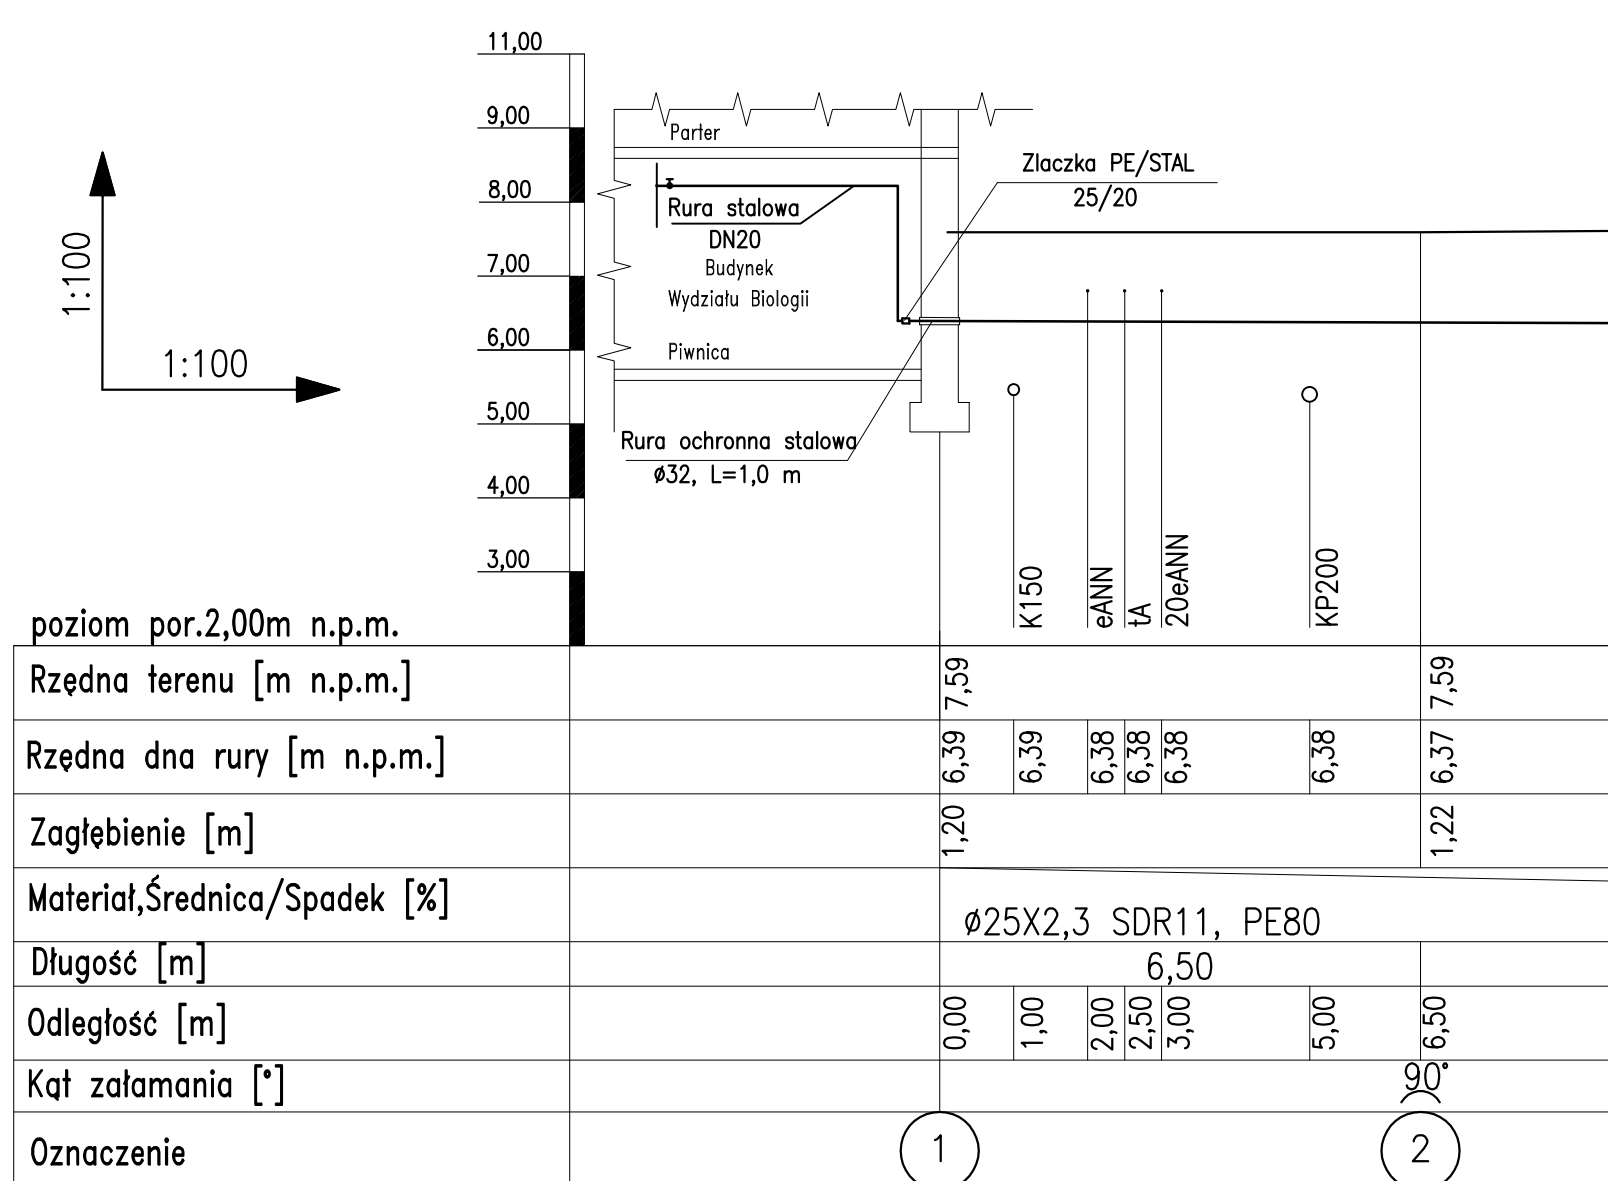 11,00
9,00
8,00
7,00
6,00
5,00
4,00
3,00
1:100
1:100
Parter
Rura stalowa
DN20
Budynek
Wydziału Biologii
Piwnica
Zlaczka PE/STAL
25/20
Rura ochronna stalowa
ø32, L=1,0 m
K150
eANN
tA
20eANN
KP200
poziom por.2,00m n.p.m.
Rzędna terenu [m n.p.m.] 7,59 7,59
Rzędna dna rury [m n.p.m.] 6,39 6,39 6,38 6,38 6,38 6,38 6,37
Zagłębienie [m] 1,20 1,22
Materiał,Średnica/Spadek [%] ø25X2,3 SDR11, PE80
Długość [m] 6,50
Odległość [m] 0,00 1,00 2,00 2,50 3,00 5,00 6,50
Kąt załamania [°] 90°
Oznaczenie 1 2